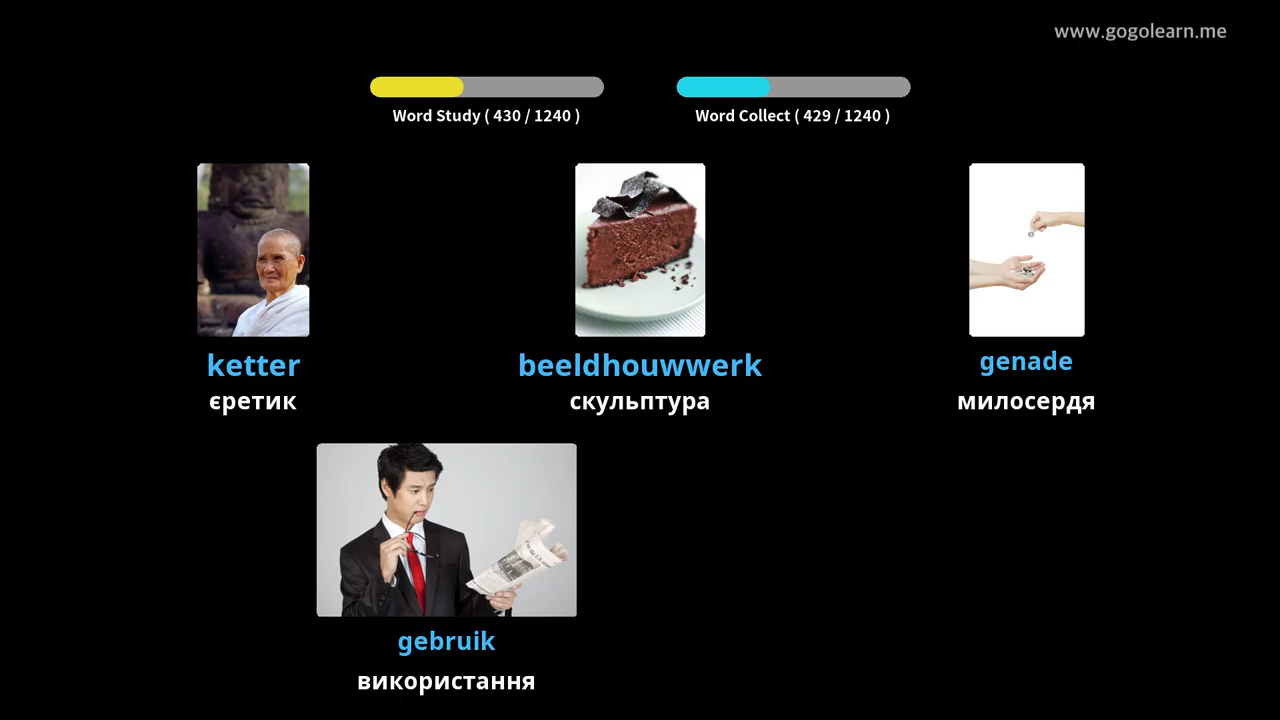 www.gogolearn.me
Word Study ( 430 / 1240 )
Word Collect ( 429 / 1240 )
ketter
єретик
beeldhouwwerk
скульптура
genade
милосердя
gebruik
використання